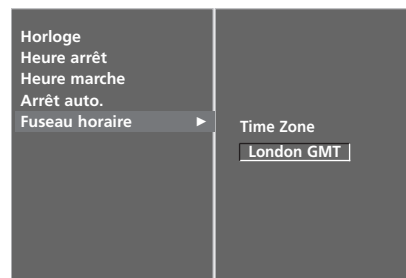 Horloge
Heure arrêt
Heure marche
Arrêt auto.
Fuseau horaire ►
Time Zone
London GMT